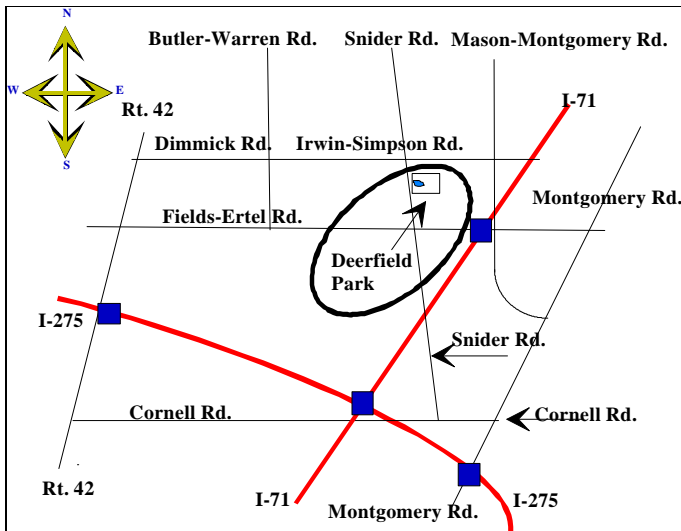 N
Butler-Warren Rd.
Snider Rd.
Mason-Montgomery Rd.
W
E
Rt. 42
I-71
S
Dimmick Rd.
Irwin-Simpson Rd.
Montgomery Rd.
Fields-Ertel Rd.
Deerfield
Park
I-275
Snider Rd.
Cornell Rd.
Cornell Rd.
Rt. 42
I-71
Montgomery Rd.
I-275